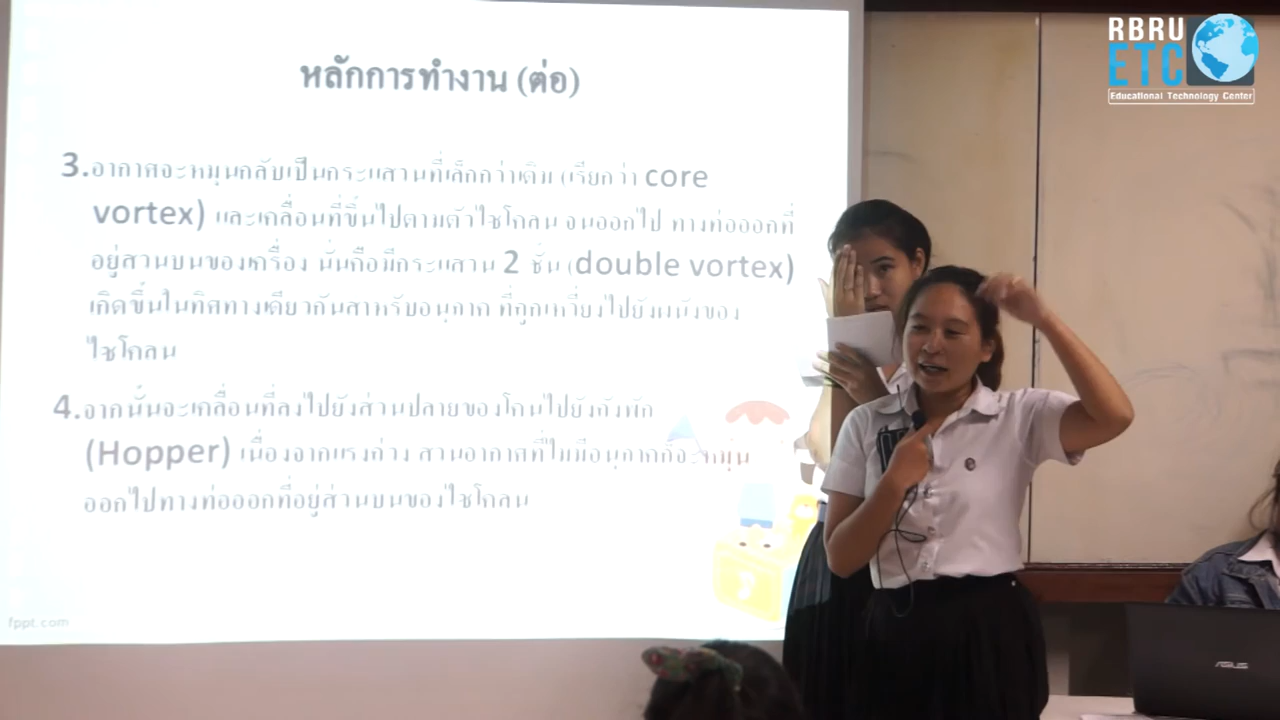 หลักการทำงาน (ต่อ)
3.อากาศจะหมุนกลับเป็นกระแสวนที่เล็กกว่าเดิม (เรียกว่า core
vortex) และเคลื่อนที่ขึ้นไปตามตัวไซโคลน จนออกไป ทางท่อออกที่
อยู่ส่วนบนของเครื่อง นั่นคือมีกระแสวน 2 ชั้น (double vortex)
เกิดขึ้นในทิศทางเดียวกันสำหรับอนุภาค ที่ถูกเหวี่ยงไปยังผนังของ
ไซโคลน
4.จากนั้นจะเคลื่อนที่ลงไปยังส่วนปลายของโคนไปยังถังพัก
(Hopper) เนื่องจากแรงถ่วง ส่วนอากาศที่ไม่มีอนุภาคก็จะหมุน
ออกไปทางท่อออกที่อยู่ส่วนบนของไซโคลน
fppt.com
RBRU
ETC
Educational Technology Center
ASUS